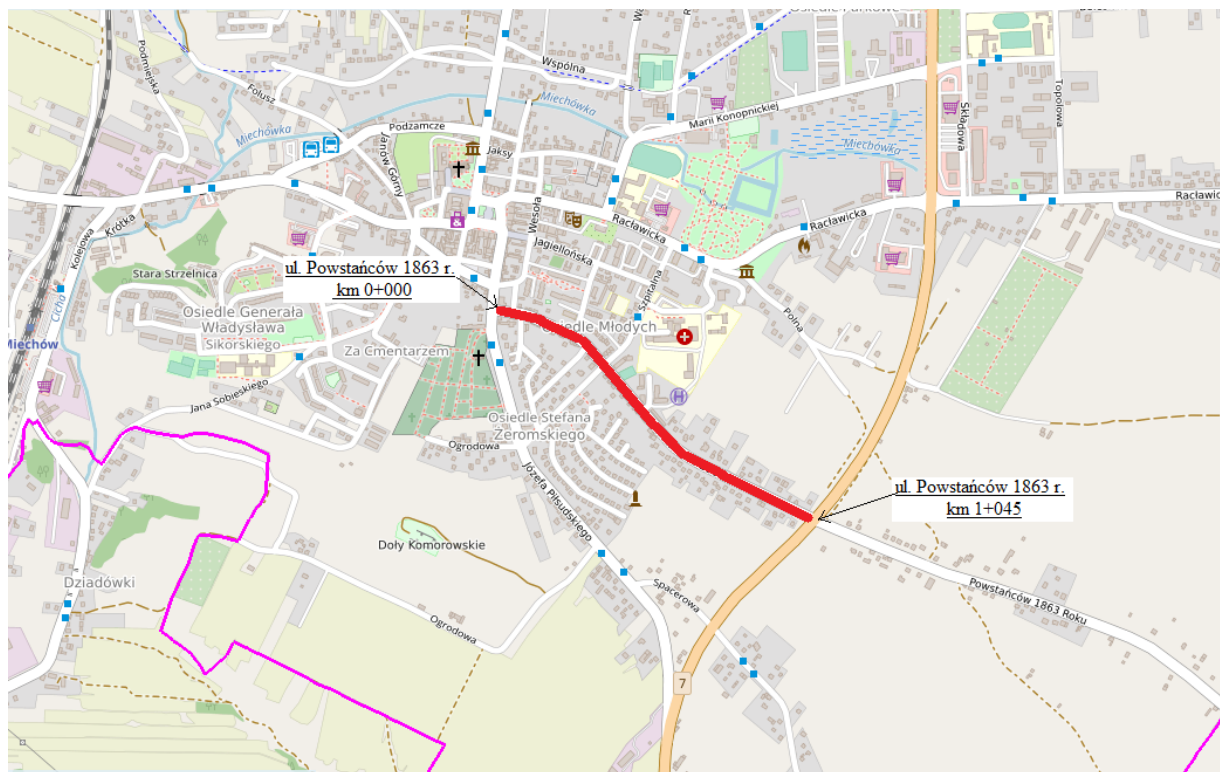 Osiedle Parkowe
Podmiejska
Wspólna
Folusz
Miechówka
Miechówka
Marii Konopnickiej
Składowa
Topolowa
Podzamcze
Jaksy
Janów Górny
"Miechówka"
Wesoła
Racławicka
Racławicka
Jagiellońska
Krótka
Kolejowa
Stara Strzelnica
Cicha
Szpitalna
ul. Powstańców 1863 r.
km 0+000
Osiedle Generała
Władysława
Sikorskiego
Osiedle Młodych
Polna
Miechów
Za Cmentarzem
Jana Sobieskiego
Osiedle Stefana
Żeromskiego
Ogrodowa
Józefa Piłsudskiego
ul. Powstańców 1863 r.
km 1+045
Doły Komorowskie
Dziadówki
Spacerowa
Powstańców 1863 Roku
Ogrodowa
7